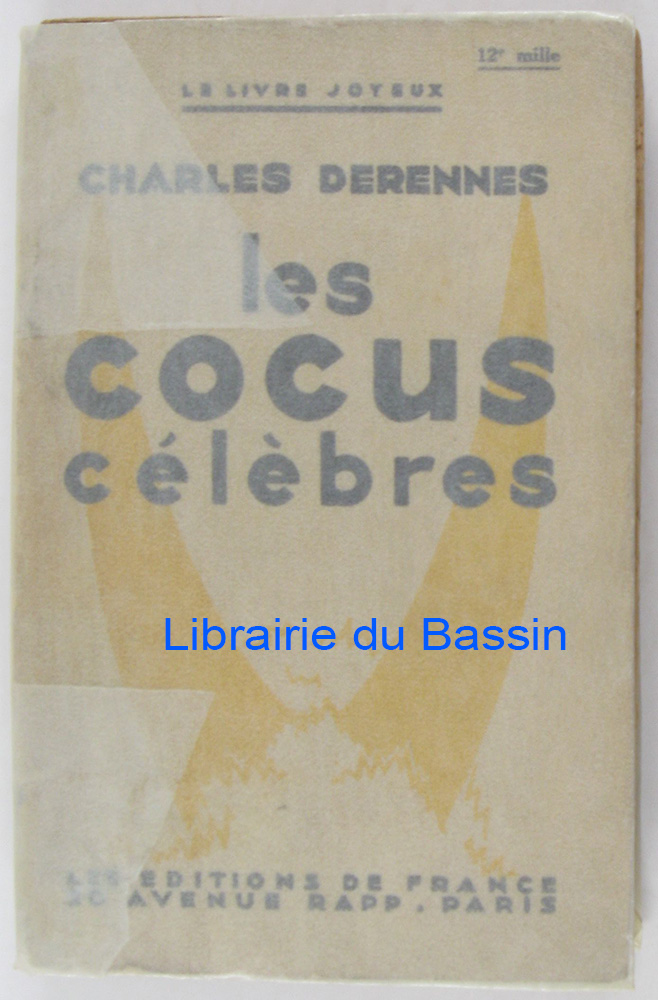 12e mille
LE LIVRE JOYEUX
CHARLES DERENNES
les
cocus
célèbres
Librairie du Bassin
LES EDITIONS DE FRANCE
20 AVENUE RAPP . PARIS